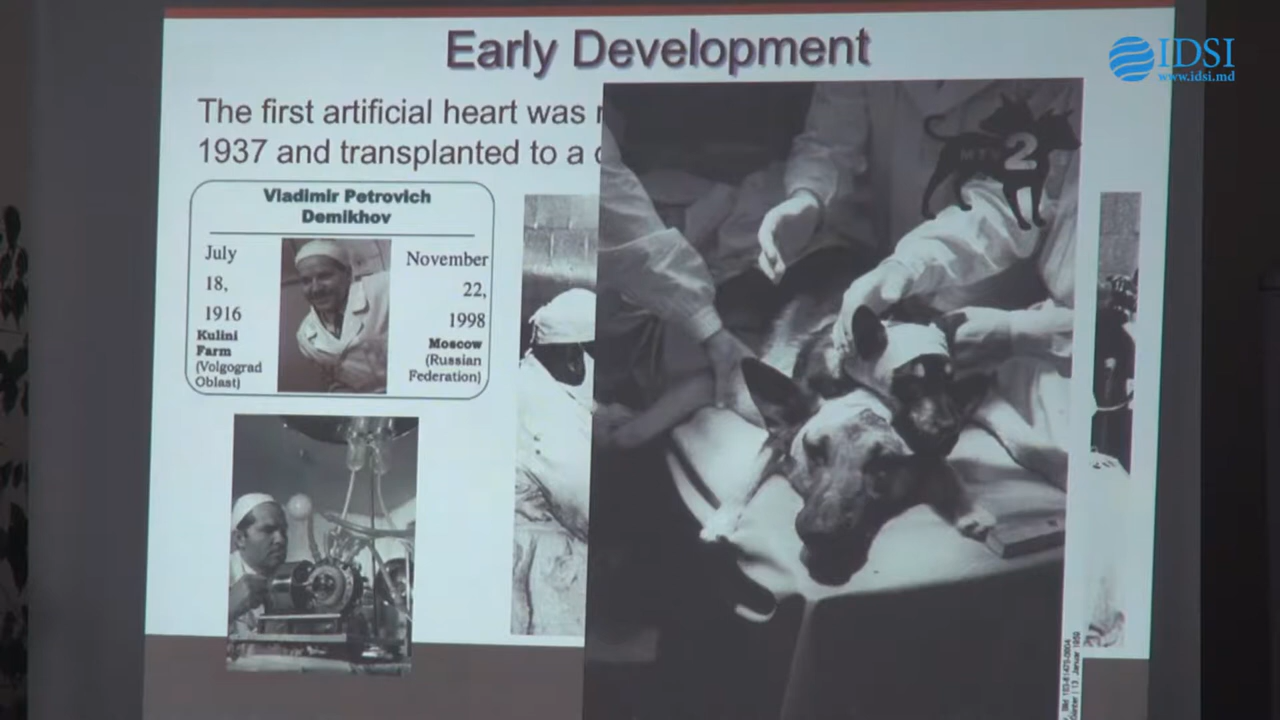 Early Development
IDSI
www.idsi.md
The first artificial heart was
1937 and transplanted to a
2
Vladimir Petrovich
Demikhov
July
18,
1916
Kulini
Farm
(Volgograd
Oblast)
November
22,
1998
Moscow
(Russian
Federation)